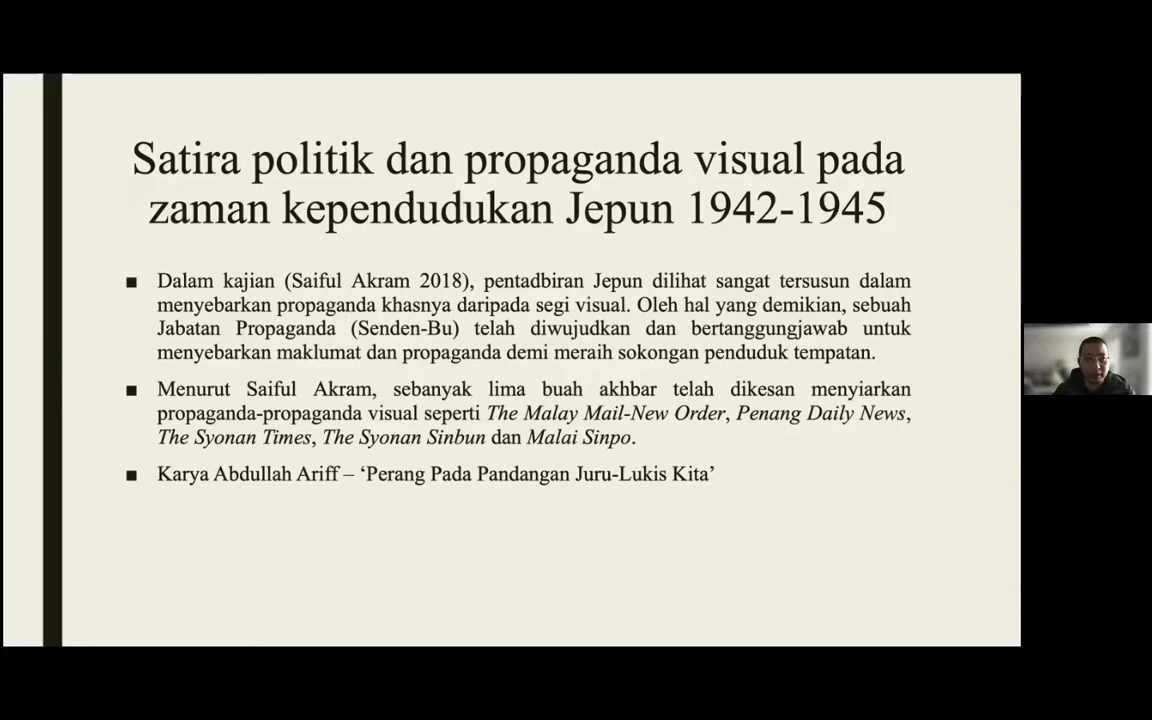 Satira politik dan propaganda visual pada
zaman kependudukan Jepun 1942-1945
■ Dalam kajian (Saiful Akram 2018), pentadbiran Jepun dilihat sangat tersusun dalam
menyebarkan propaganda khasnya daripada segi visual. Oleh hal yang demikian, sebuah
Jabatan Propaganda (Senden-Bu) telah diwujudkan dan bertanggungjawab untuk
menyebarkan maklumat dan propaganda demi meraih sokongan penduduk tempatan.
■ Menurut Saiful Akram, sebanyak lima buah akhbar telah dikesan menyiarkan
propaganda-propaganda visual seperti The Malay Mail-New Order, Penang Daily News,
The Syonan Times, The Syonan Sinbun dan Malai Sinpo.
■ Karya Abdullah Ariff – ‘Perang Pada Pandangan Juru-Lukis Kita’